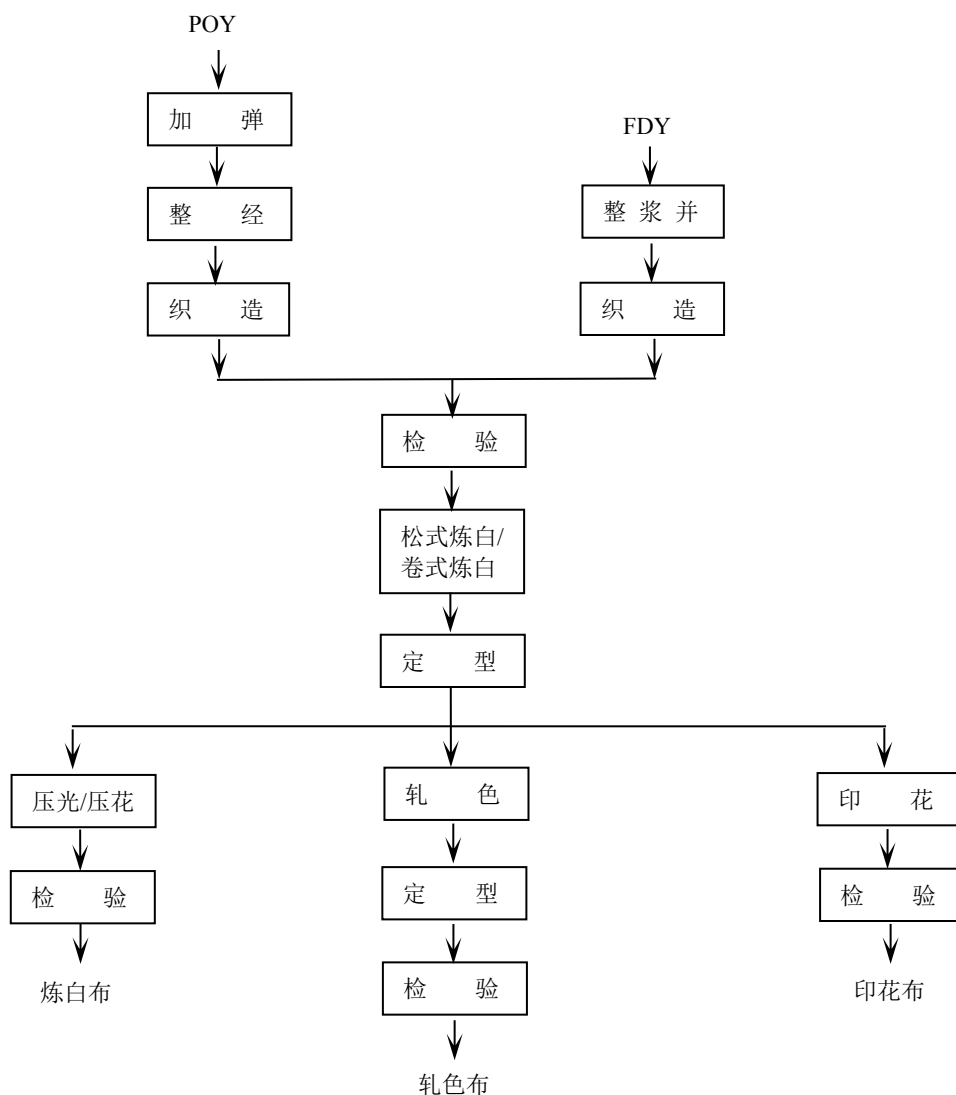 POY
加 弹
FDY
整 经
整 浆 并
织 造
织 造
检 验
松式炼白/
卷式炼白
定 型
压光/压花
轧 色
印 花
检 验
定 型
检 验
炼白布
检 验
印花布
轧色布